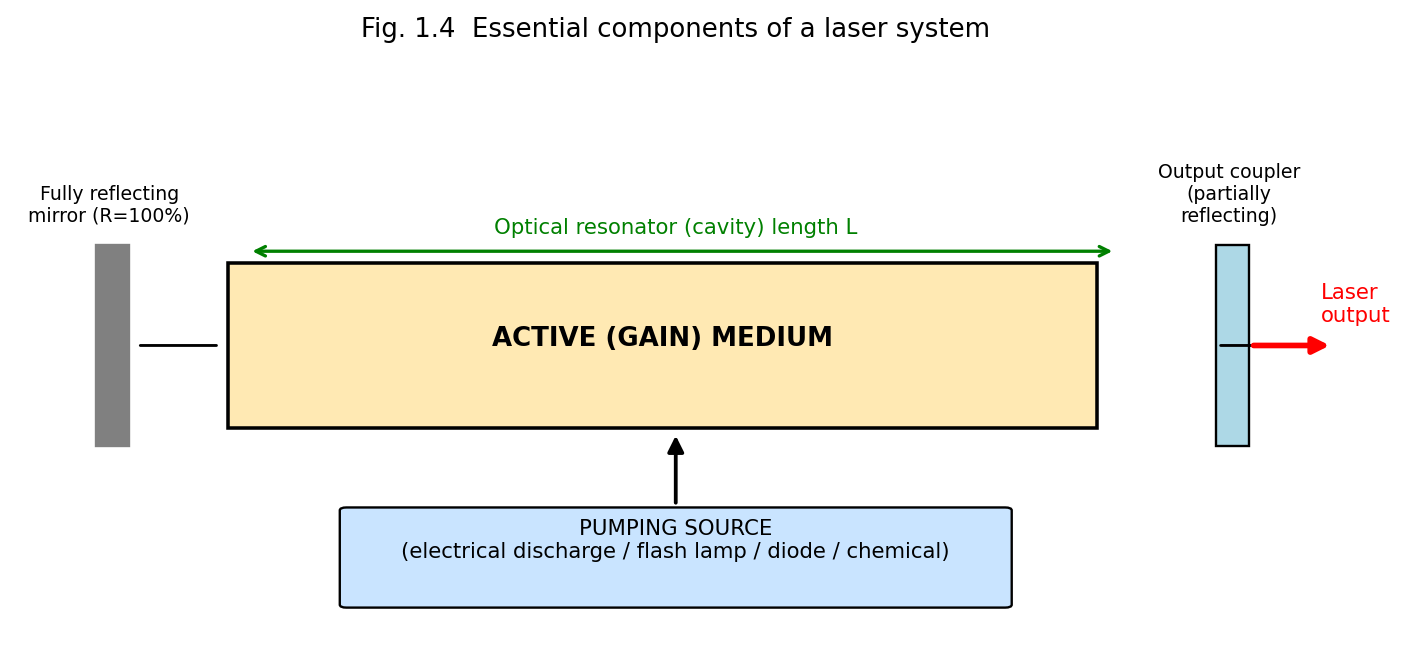 Fig. 1.4  Essential components of a laser system
Fully reflecting
mirror (R=100%)
Optical resonator (cavity) length L
Output coupler
(partially
reflecting)
Laser
output
ACTIVE (GAIN) MEDIUM
PUMPING SOURCE
(electrical discharge / flash lamp / diode / chemical)